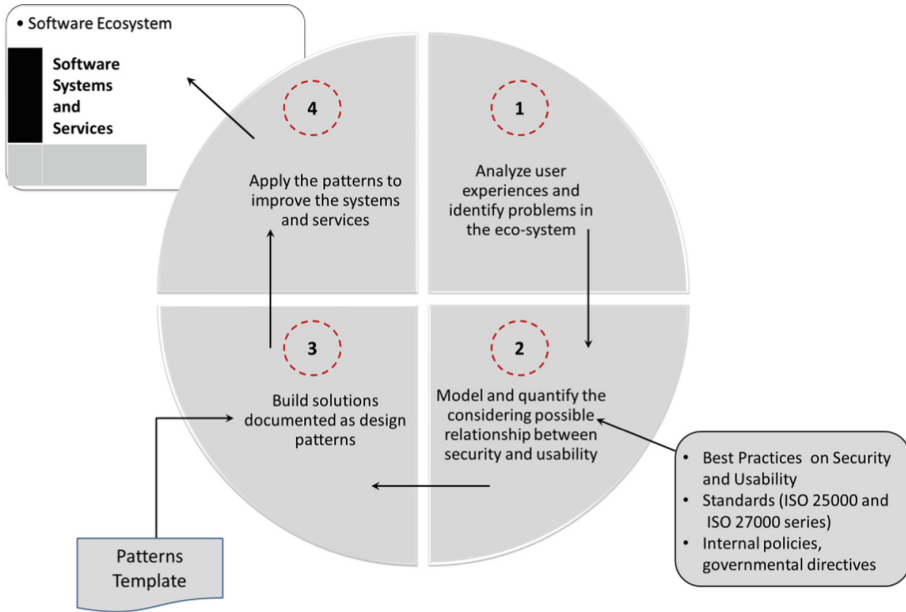 • Software Ecosystem
Software
Systems
and
Services
4
Apply the patterns to
improve the systems
and services
1
Analyze user
experiences and
identify problems in
the eco-system
3
Build solutions
documented as design
patterns
2
Model and quantify the
considering possible
relationship between
security and usability
• Best Practices on Security
and Usability
• Standards (ISO 25000 and
ISO 27000 series)
• Internal policies,
governmental directives
Patterns
Template